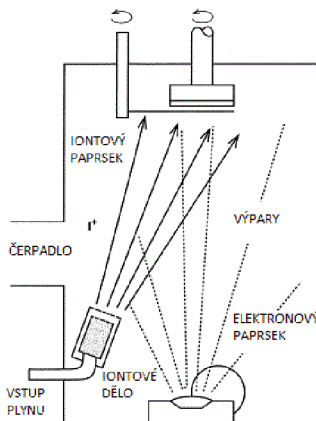 IONTOVÝ
PAPRSEK
I⁺
VÝPARY
ČERPADLO
ELEKTRONOVÝ
PAPRSEK
IONTOVÉ
DĚLO
VSTUP
PLYNU